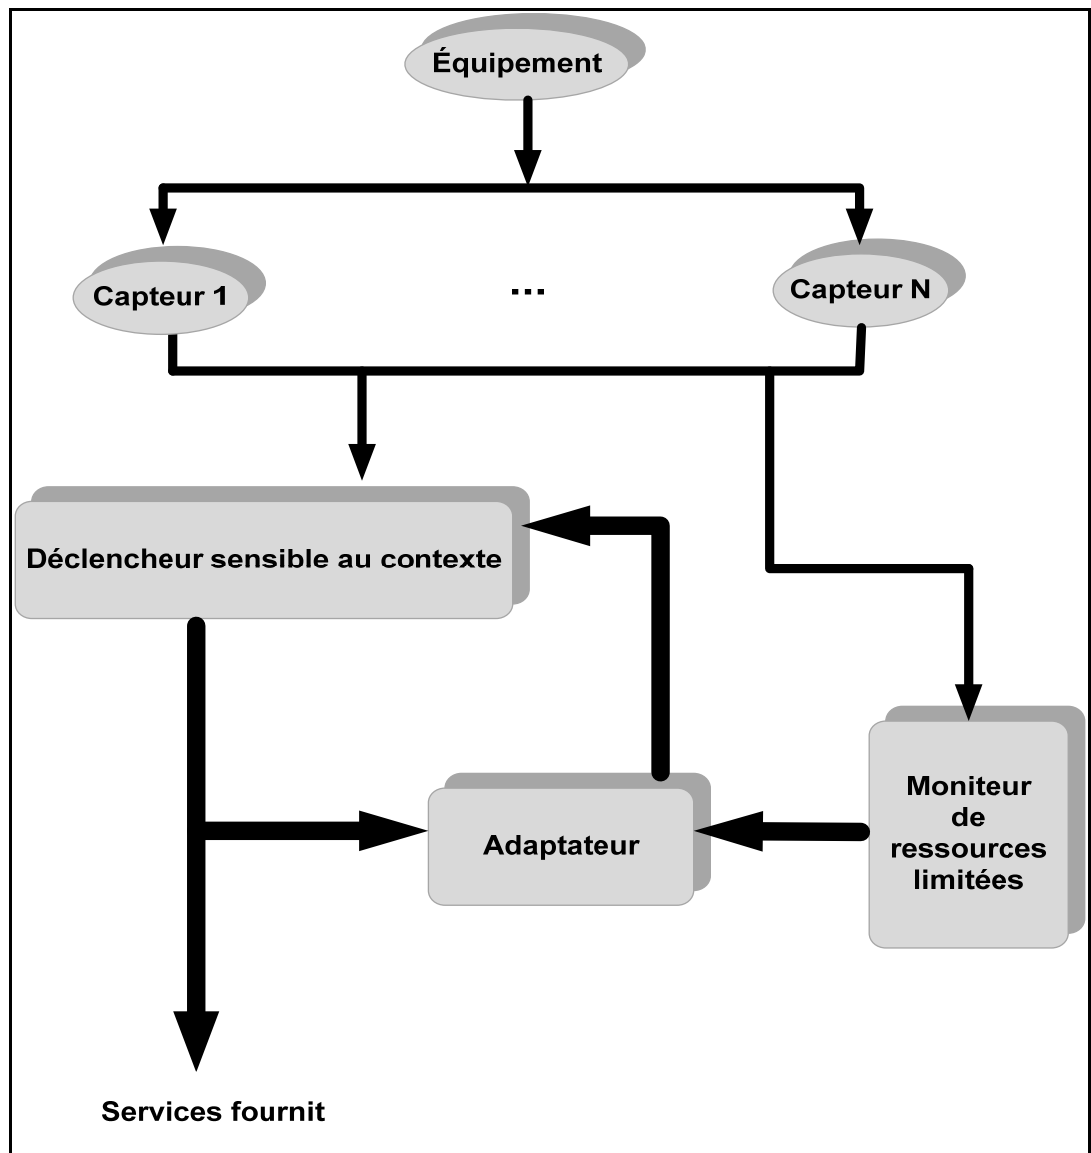 Équipement
Capteur 1
...
Capteur N
Déclencheur sensible au contexte
Moniteur
de
ressources
limitées
Adaptateur
Services fournit